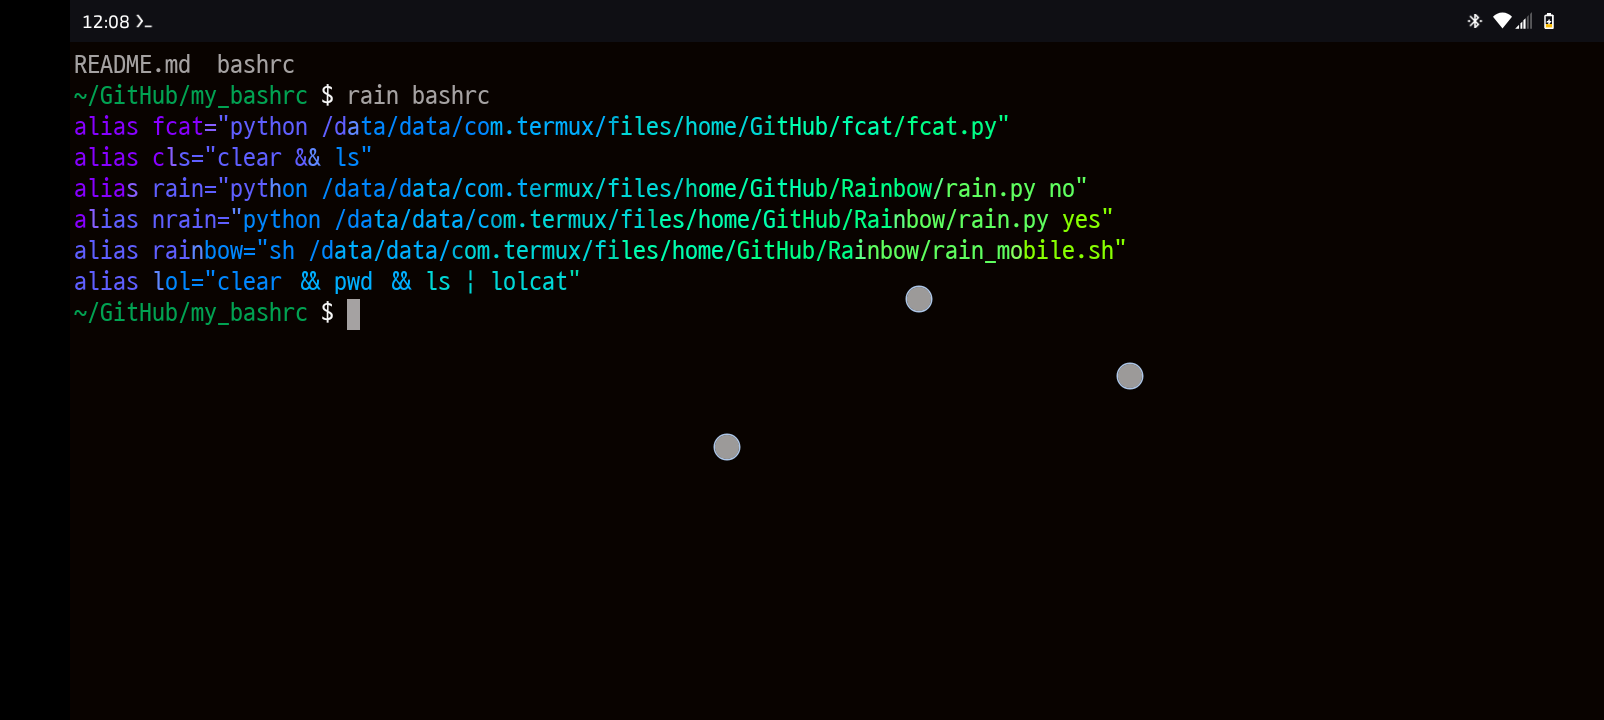 12:08
README.md  bashrc
~/GitHub/my_bashrc $ rain bashrc
alias fcat="python /data/data/com.termux/files/home/GitHub/fcat/fcat.py"
alias cls="clear && ls"
alias rain="python /data/data/com.termux/files/home/GitHub/Rainbow/rain.py no"
alias nrain="python /data/data/com.termux/files/home/GitHub/Rainbow/rain.py yes"
alias rainbow="sh /data/data/com.termux/files/home/GitHub/Rainbow/rain_mobile.sh"
alias lol="clear && pwd && ls ¦ lolcat"
~/GitHub/my_bashrc $